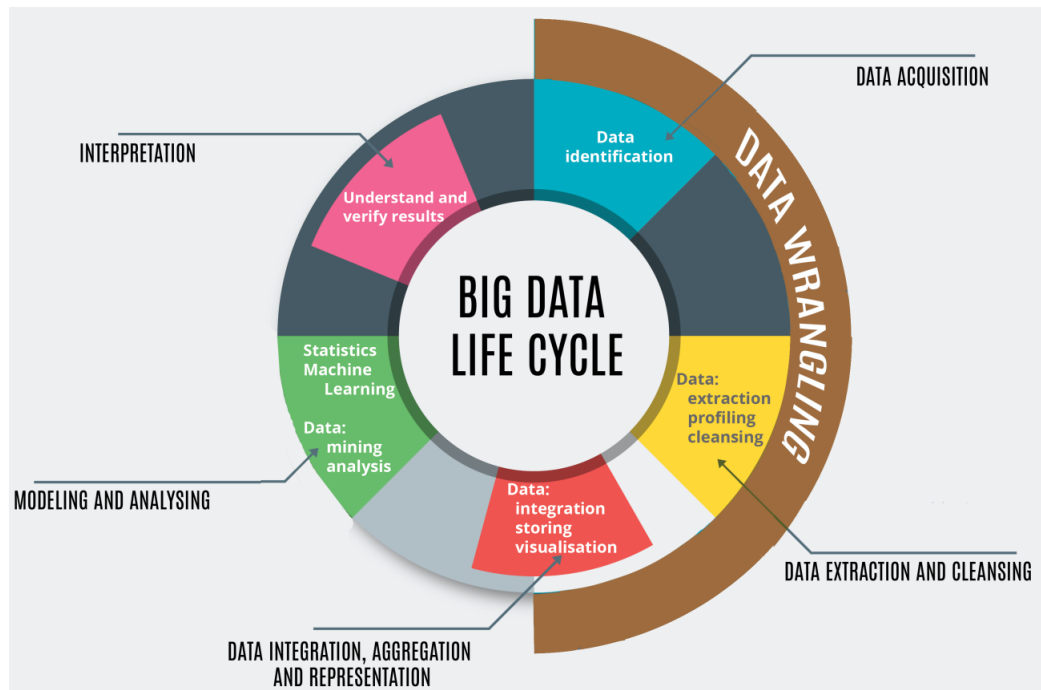 DATA ACQUISITION
Data
identification
DATA WRANGLING
INTERPRETATION
Understand and
verify results
BIG DATA
LIFE CYCLE
Statistics
Machine
Learning
Data:
mining
analysis
Data:
extraction
profiling
cleansing
MODELING AND ANALYSING
Data:
integration
storing
visualisation
DATA EXTRACTION AND CLEANSING
DATA INTEGRATION, AGGREGATION
AND REPRESENTATION